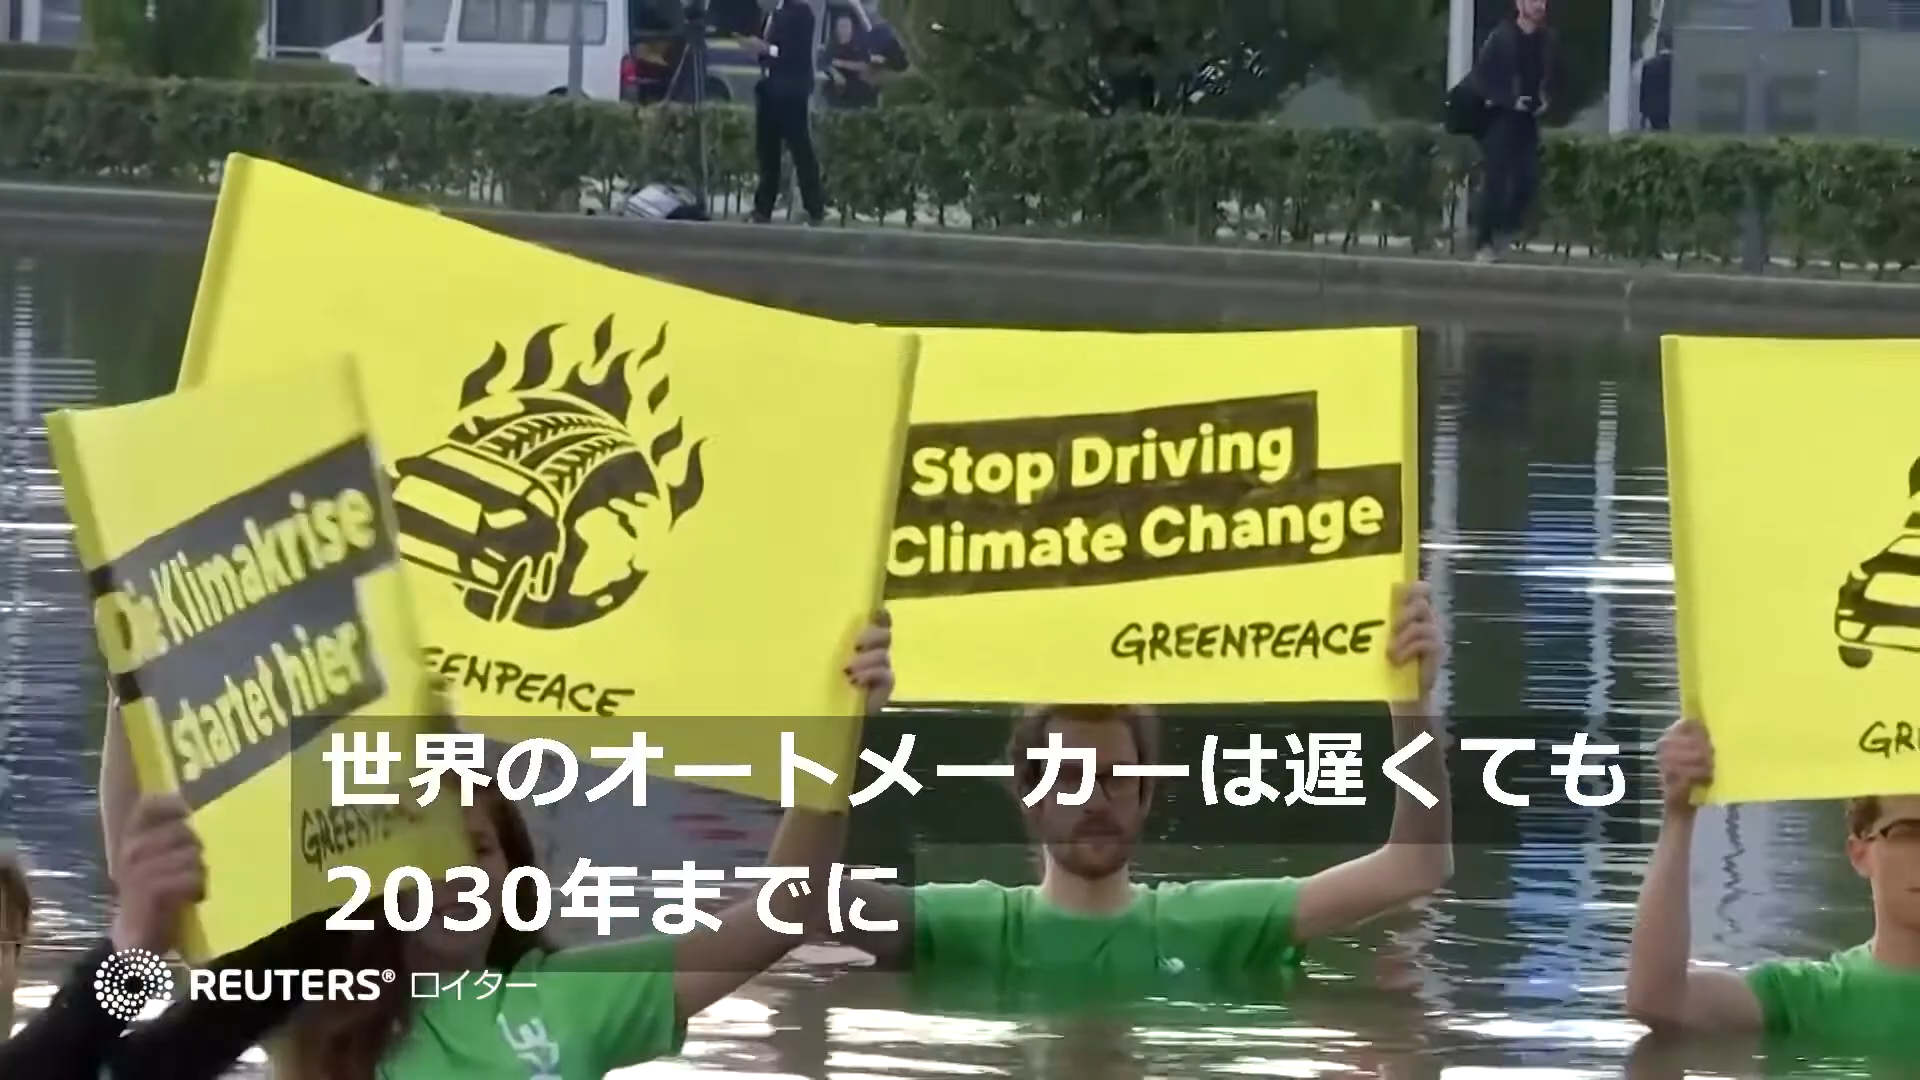 Die Klimakrise
startet hier
GREENPEACE
EENPEACE
Stop Driving
Climate Change
GREENPEACE
GR
世界のオートメーカーは遅くても
2030年までに
REUTERS® ロイター